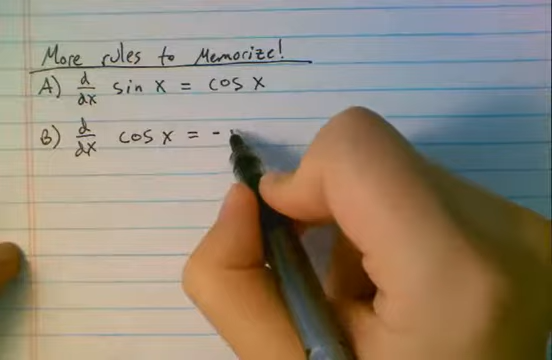 More rules to Memorize!
A) d/dx sin x = cos x
B) d/dx cos x = -